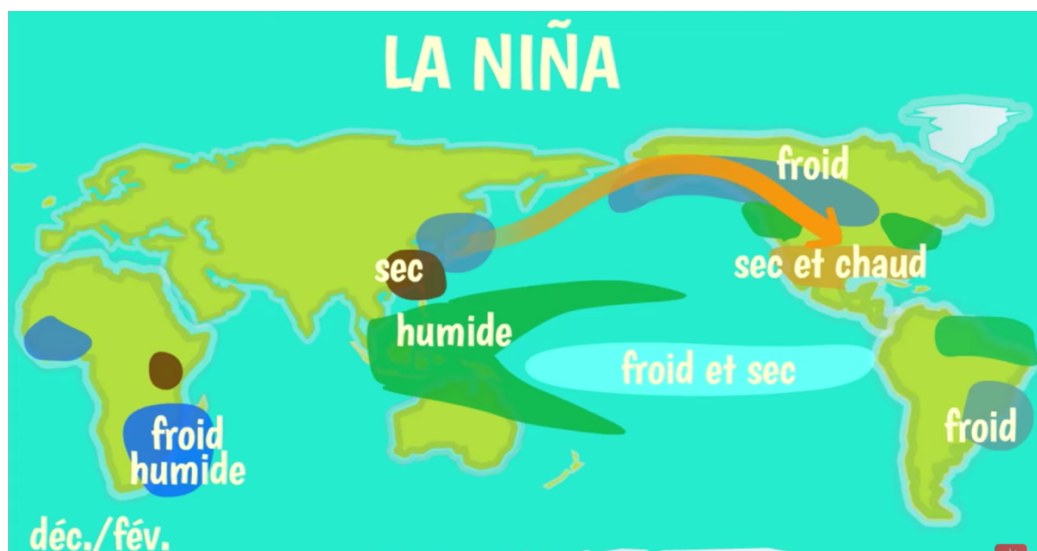 LA NIÑA
froid
sec
sec et chaud
humide
froid et sec
froid
froid
humide
déc./fév.